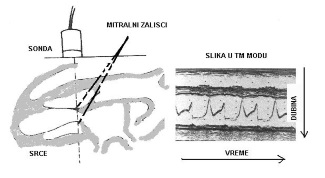 MITRALNI ZALISCI
SONDA
SLIKA U TM MODU
DUBINA
SRCE
VREME